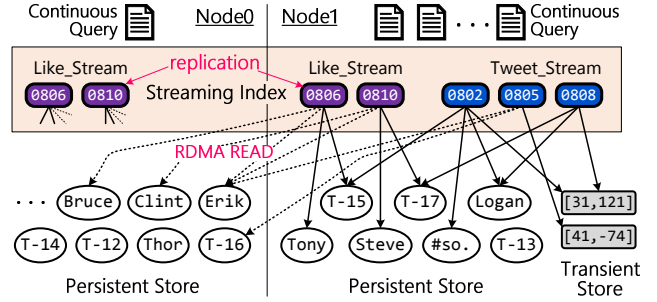 Continuous
Query
Node0
Node1
Continuous
Query
Like_Stream
replication
Like_Stream
Tweet_Stream
0806
0810
Streaming Index
0806
0810
0802
0805
0808
RDMA READ
. . .
Bruce
Clint
Erik
T-15
T-17
Logan
[31,121]
T-14
T-12
Thor
T-16
Tony
Steve
#so.
T-13
[41,-74]
Persistent Store
Persistent Store
Transient
Store